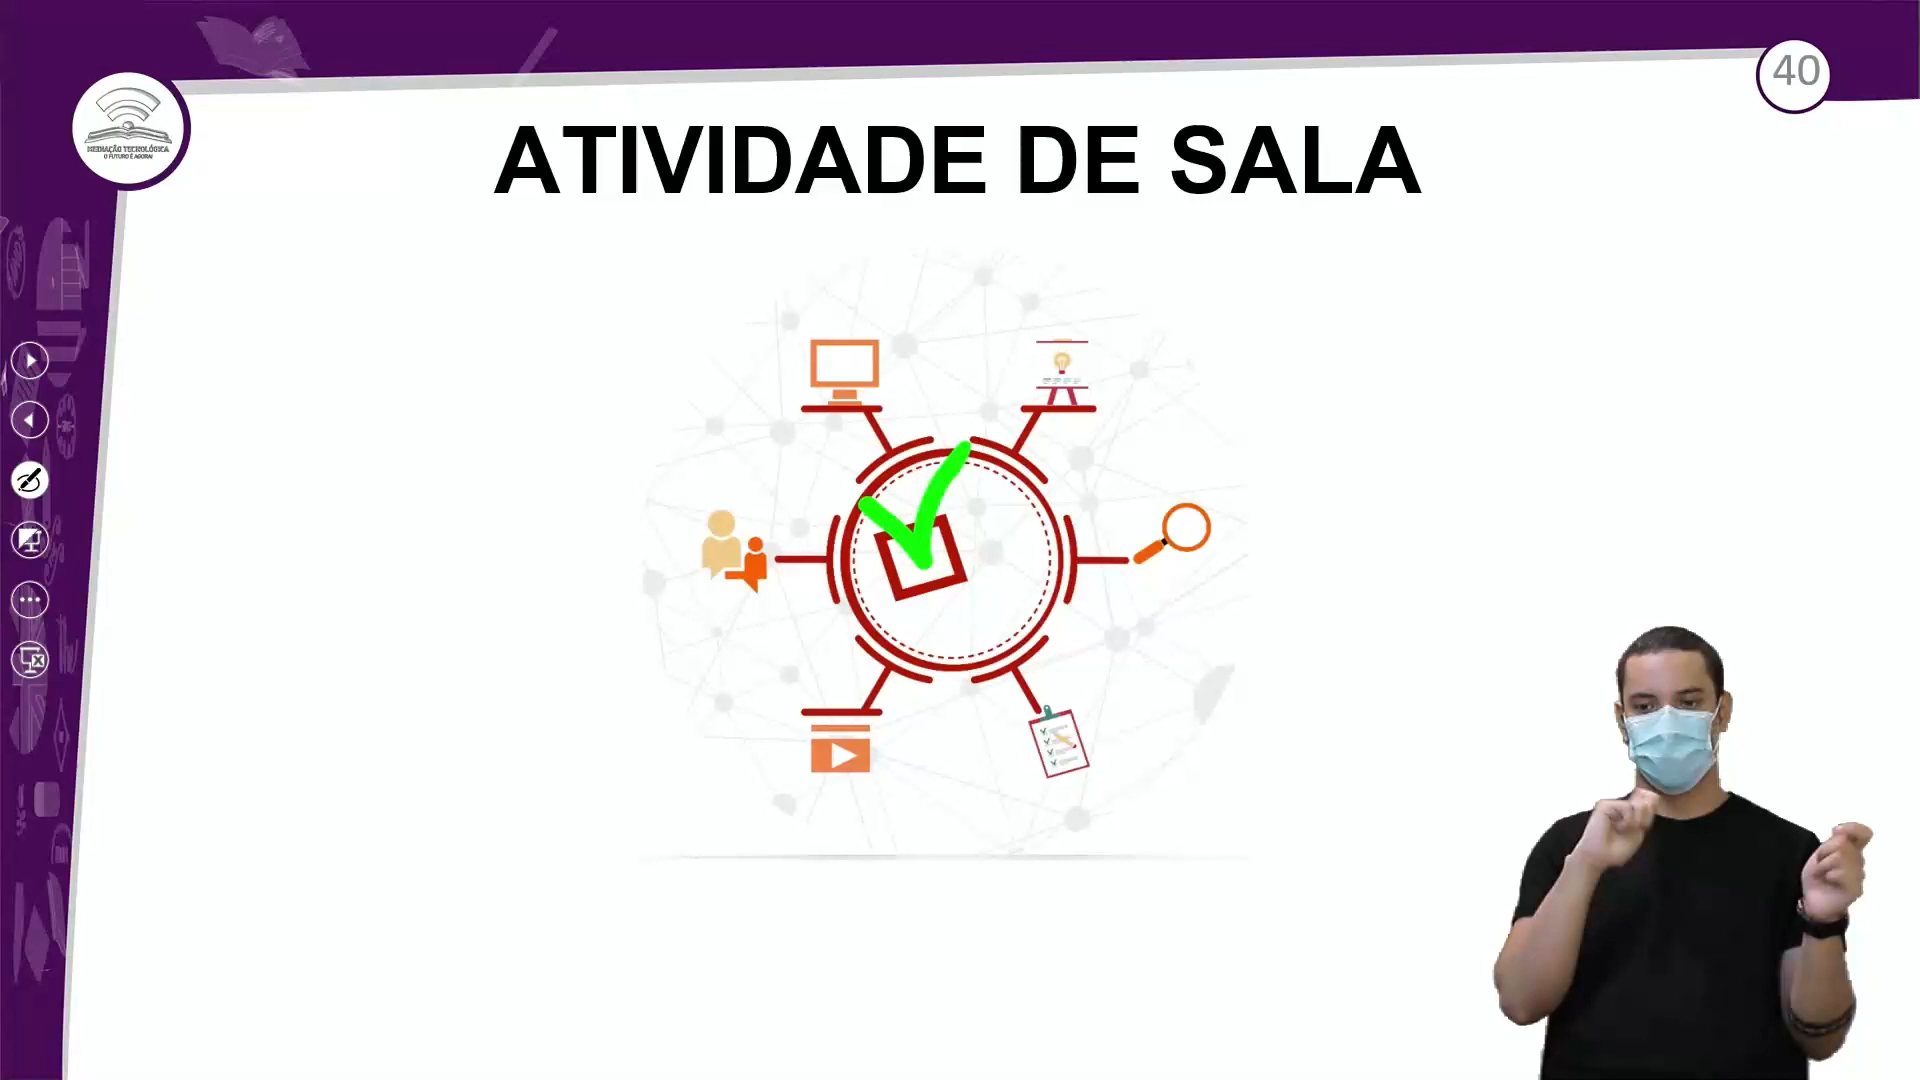 40
MEDIAÇÃO TECNOLÓGICA
O FUTURO É AGORA!
ATIVIDADE DE SALA